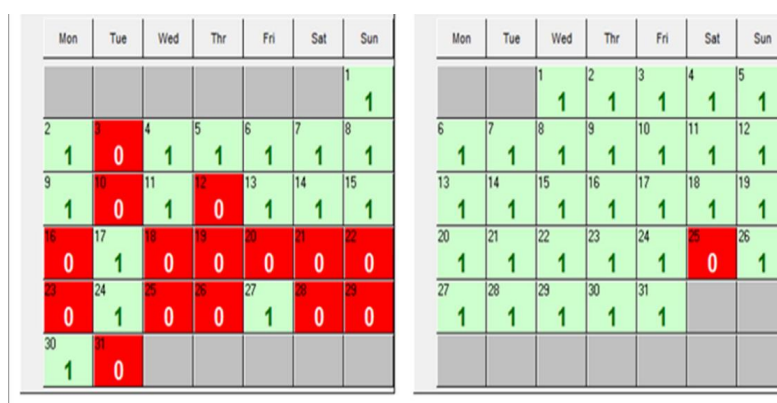 Mon Tue Wed Thr Fri Sat Sun
1
1
2 3 4 5 6 7 8
1 0 1 1 1 1 1
9 10 11 12 13 14 15
1 0 1 0 1 1 1
16 17 18 19 20 21 22
0 1 0 0 0 0 0
23 24 25 26 27 28 29
0 1 0 0 1 0 0
30 31
1 0
Mon Tue Wed Thr Fri Sat Sun
1 2 3 4 5
1 1 1 1 1
6 7 8 9 10 11 12
1 1 1 1 1 1 1
13 14 15 16 17 18 19
1 1 1 1 1 1 1
20 21 22 23 24 25 26
1 1 1 1 1 0 1
27 28 29 30 31
1 1 1 1 1